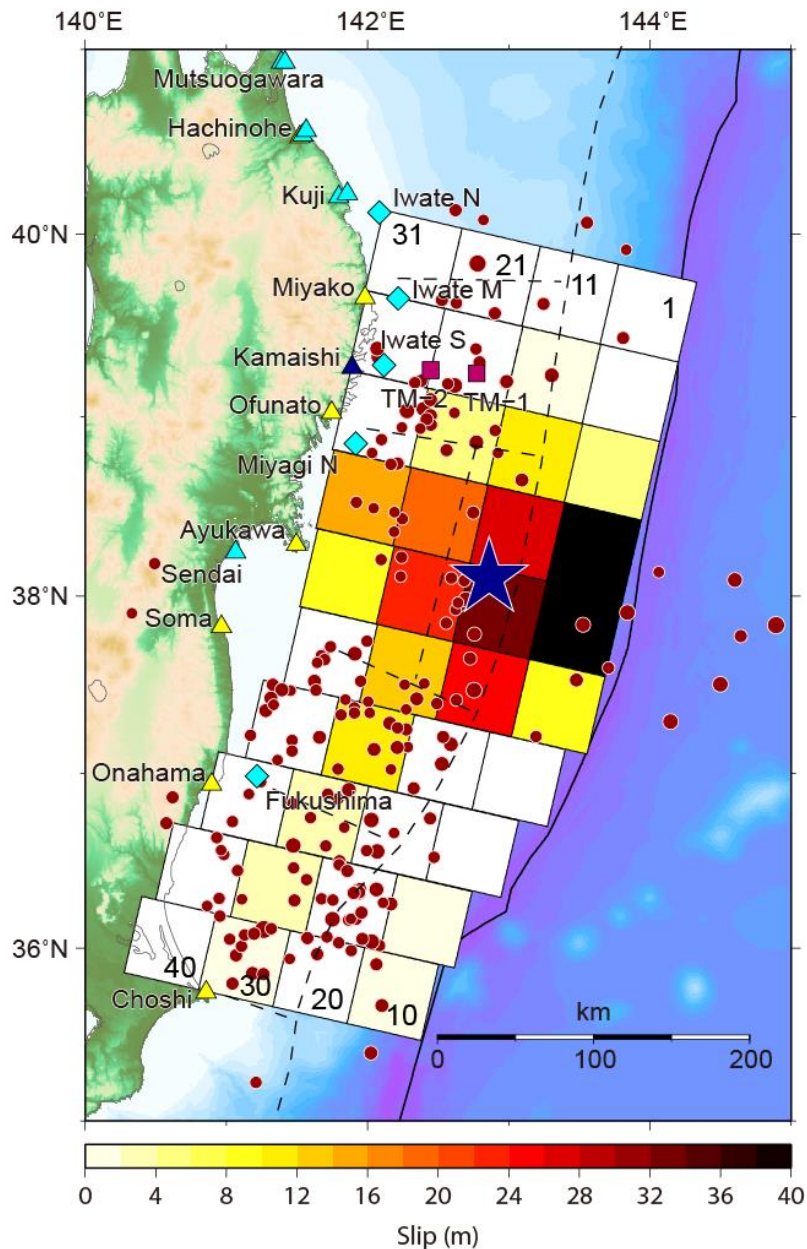 140°E 142°E 144°E
Mutsuogawara
Hachinohe
Kuji
Iwate N
40°N
31
21
11
1
Miyako
Iwate M
Kamaishi
Iwate S
TM−2
TM−1
Ofunato
Miyagi N
Ayukawa
Sendai
38°N
Soma
Onahama
Fukushima
36°N
40
30
20
10
Choshi
km
0 100 200
0 4 8 12 16 20 24 28 32 36 40
Slip (m)